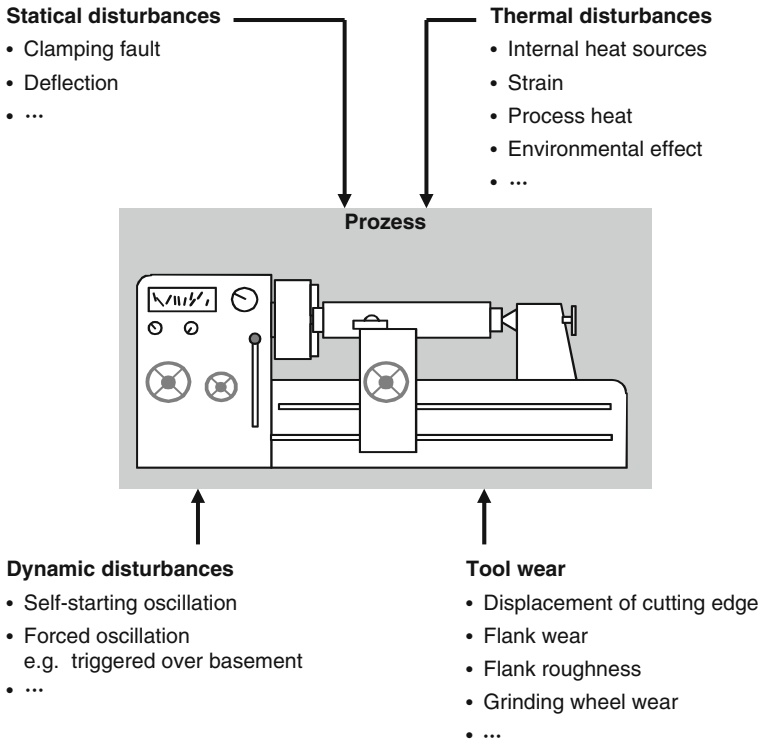 Statical disturbances
• Clamping fault
• Deflection
• ...
Thermal disturbances
• Internal heat sources
• Strain
• Process heat
• Environmental effect
• ...
Prozess
Dynamic disturbances
• Self-starting oscillation
• Forced oscillation
e.g. triggered over basement
• ...
Tool wear
• Displacement of cutting edge
• Flank wear
• Flank roughness
• Grinding wheel wear
• ...